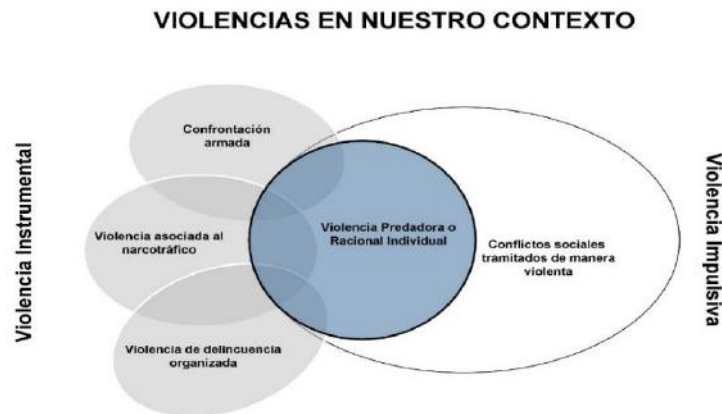 VIOLENCIAS EN NUESTRO CONTEXTO
Violencia Instrumental
Confrontación
armada
Violencia asociada al
narcotráfico
Violencia de delincuencia
organizada
Violencia Predadora o
Racional Individual
Conflictos sociales
tramitados de manera
violenta
Violencia Impulsiva